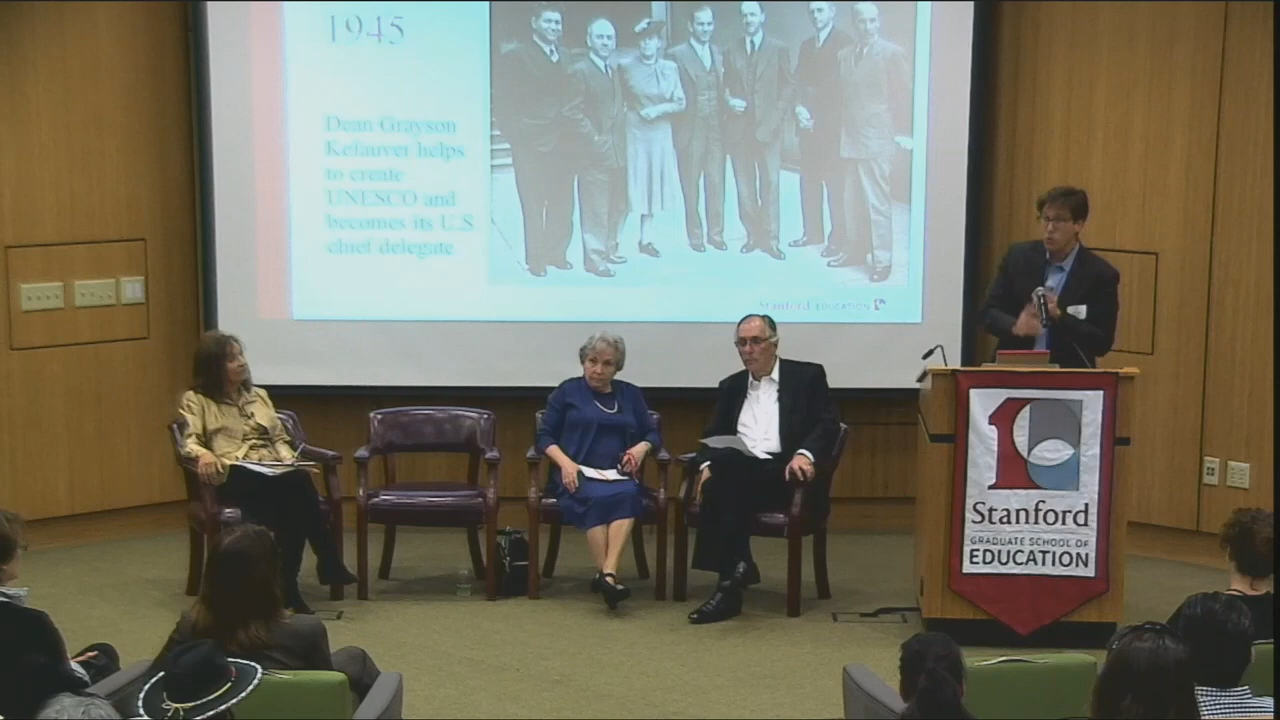 1945
Dean Grayson
Kefauver helps
to create
UNESCO and
becomes its U.S
chief delegate
Stanford EDUCATION
Stanford
GRADUATE SCHOOL OF
EDUCATION